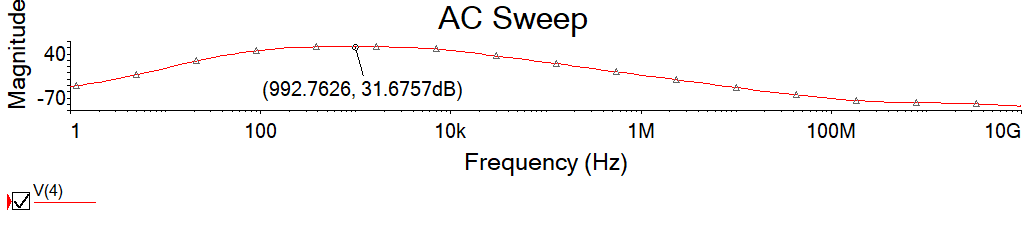 AC Sweep
Magnitude
40
-70
(992.7626, 31.6757dB)
1 100 10k 1M 100M 10G
Frequency (Hz)
V(4)